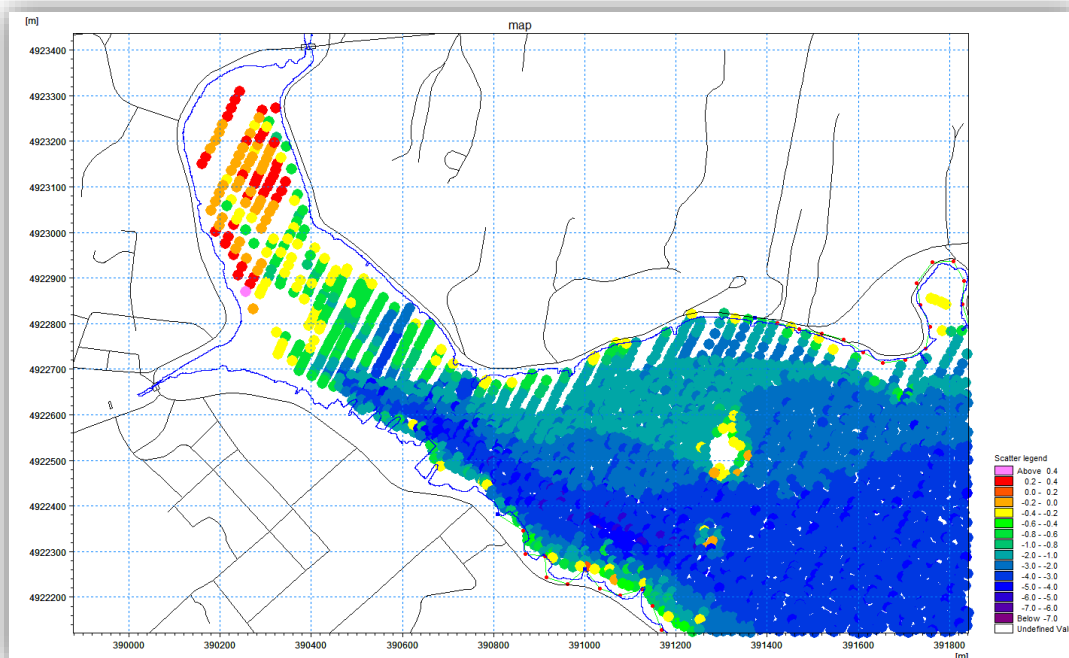 [m]
map
4923400
4923300
4923200
4923100
4923000
4922900
4922800
4922700
4922600
4922500
4922400
4922300
4922200
390000 390200 390400 390600 390800 391000 391200 391400 391600 391800
[m]
Scatter legend
Above 0.4
0.2 - 0.4
0.0 - 0.2
-0.2 - 0.0
-0.4 - -0.2
-0.6 - -0.4
-0.8 - -0.6
-1.0 - -0.8
-2.0 - -1.0
-3.0 - -2.0
-4.0 - -3.0
-5.0 - -4.0
-6.0 - -5.0
-7.0 - -6.0
Below -7.0
Undefined Val